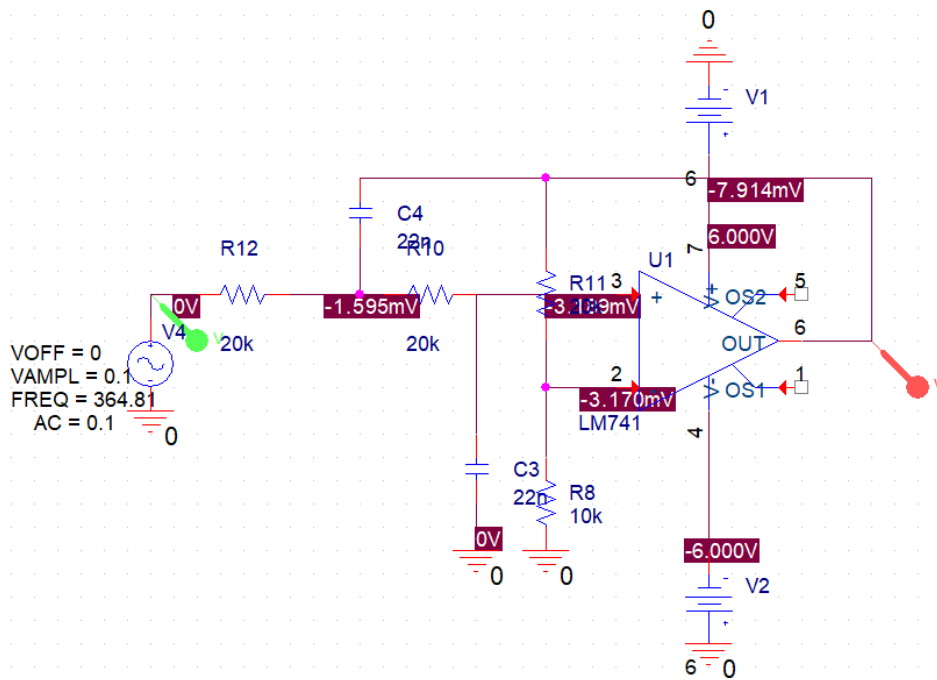 0
V1
6
-7.914mV
C4
22n
7
6.000V
R12
R10
U1
R11
20k
3
+
V+
OS2
5
0V
-1.595mV
V4
20k
20k
OUT
6
VOFF = 0
VAMPL = 0.1
FREQ = 364.81
AC = 0.1
0
2
-3.170mV
V-
OS1
1
LM741
4
C3
22n
R8
10k
0V
0
0
-6.000V
V2
6
0